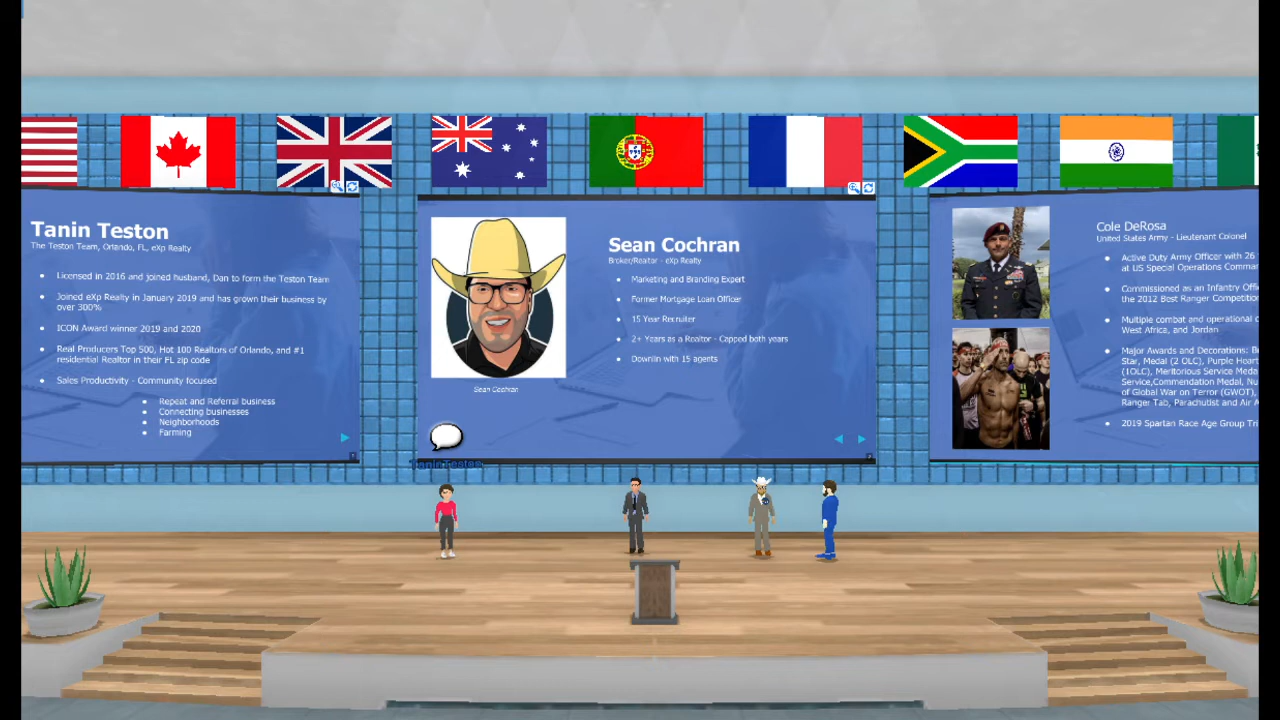 Tanin Teston
The Teston Team, Orlando, FL, eXp Realty
Licensed in 2016 and joined husband, Dan to form the Teston Team
Joined eXp Realty in January 2019 and has grown their business by
over 300%
ICON Award winner 2019 and 2020
Real Producers Top 500, Hot 100 Realtors of Orlando, and #1
residential Realtor in their FL zip code
Sales Productivity - Community focused
Repeat and Referral business
Connecting businesses
Neighborhoods
Farming
Sean Cochran
Broker/Realtor - eXp Realty
Marketing and Branding Expert
Former Mortgage Loan Officer
15 Year Recruiter
2+ Years as a Realtor - Capped both years
Downlin with 15 agents
Sean Cochran
Tanin Teston
Cole DeRosa
United States Army - Lieutenant Colonel
Active Duty Army Officer with 26
at US Special Operations
Commissioned as an Infantry
the 2012 Best Ranger
Multiple combat and operational
West Africa, and Jordan
Major Awards and Decorations:
Star, Medal (2 OLC), Purple
(1OLC), Meritorious Service
Service,Commendation Medal,
of Global War on Terror (GWOT),
Ranger Tab, Parachutist and Air
2019 Spartan Race Age Group